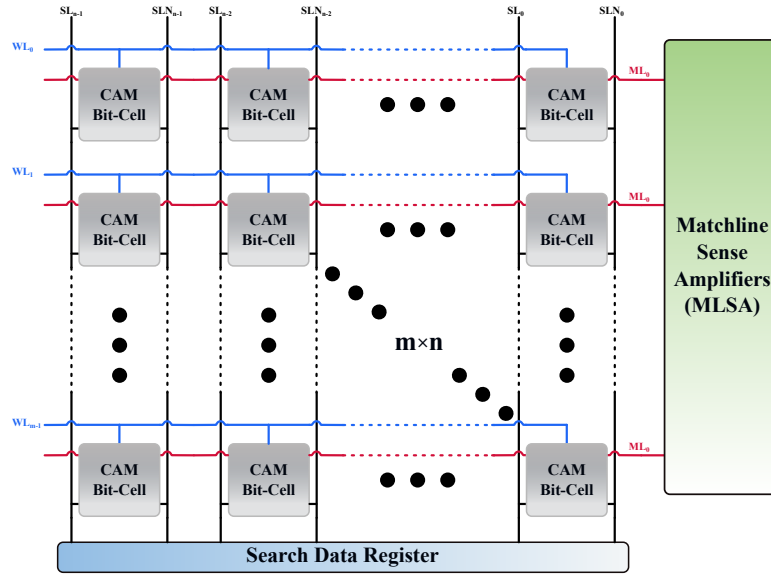 SLn-1 SLNn-1 SLn-2 SLNn-2 SL0 SLN0
WL0
ML0
CAM
Bit-Cell
CAM
Bit-Cell
CAM
Bit-Cell
WL1
ML0
CAM
Bit-Cell
CAM
Bit-Cell
CAM
Bit-Cell
Matchline
Sense
Amplifiers
(MLSA)
m×n
WLm-1
ML0
CAM
Bit-Cell
CAM
Bit-Cell
CAM
Bit-Cell
Search Data Register